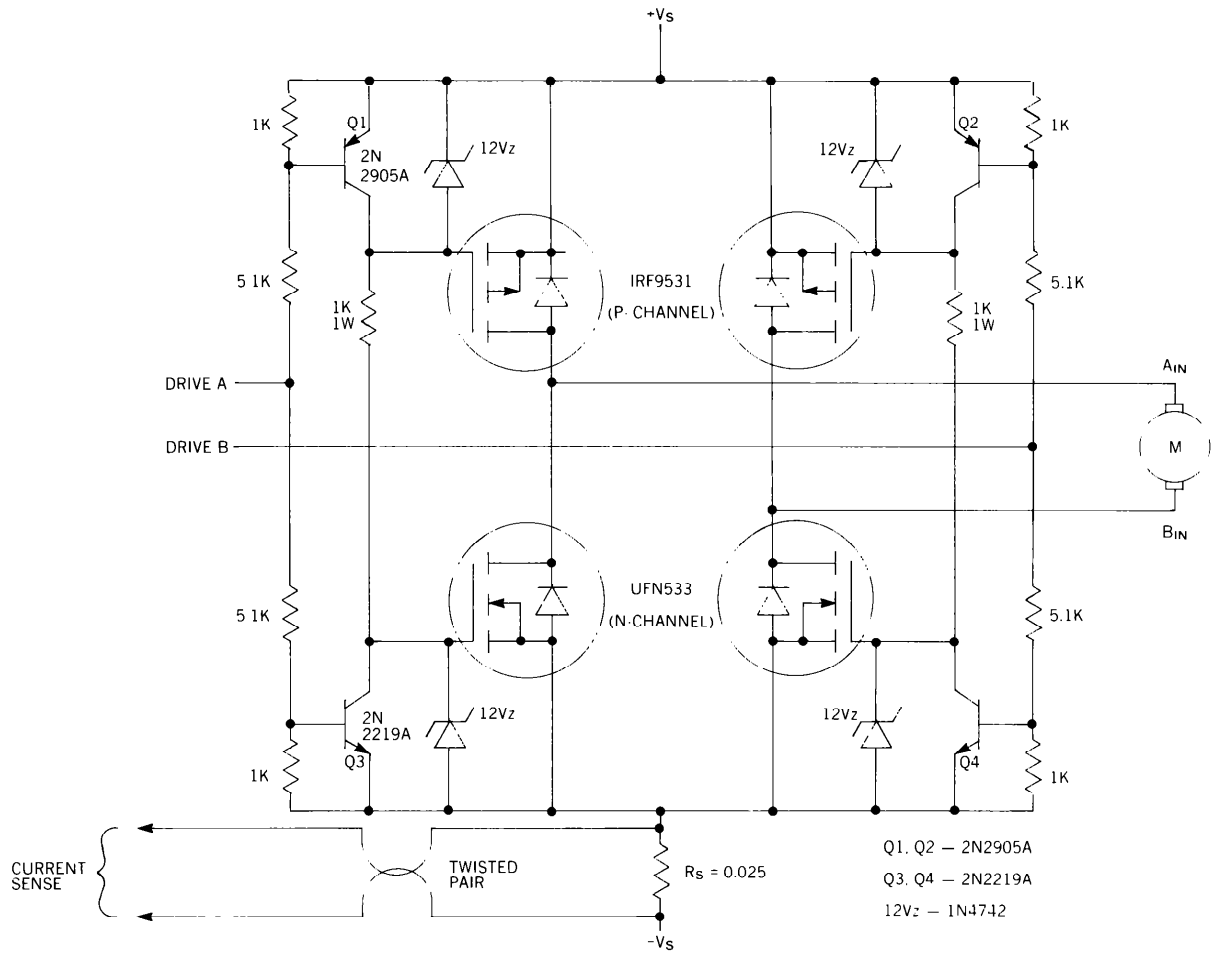 +Vs
1K
Q1
2N
2905A
12Vz
12Vz
Q2
1K
5 1K
1K
1W
IRF9531
(P- CHANNEL)
1K
1W
5.1K
DRIVE A
AIN
DRIVE B
M
BIN
5 1K
UFN533
(N-CHANNEL)
5.1K
2N
2219A
12Vz
12Vz
1K
Q3
Q4
1K
CURRENT
SENSE
TWISTED
PAIR
Rs = 0.025
Q1, Q2 — 2N2905A
Q3, Q4 — 2N2219A
12Vz — 1N4742
–Vs